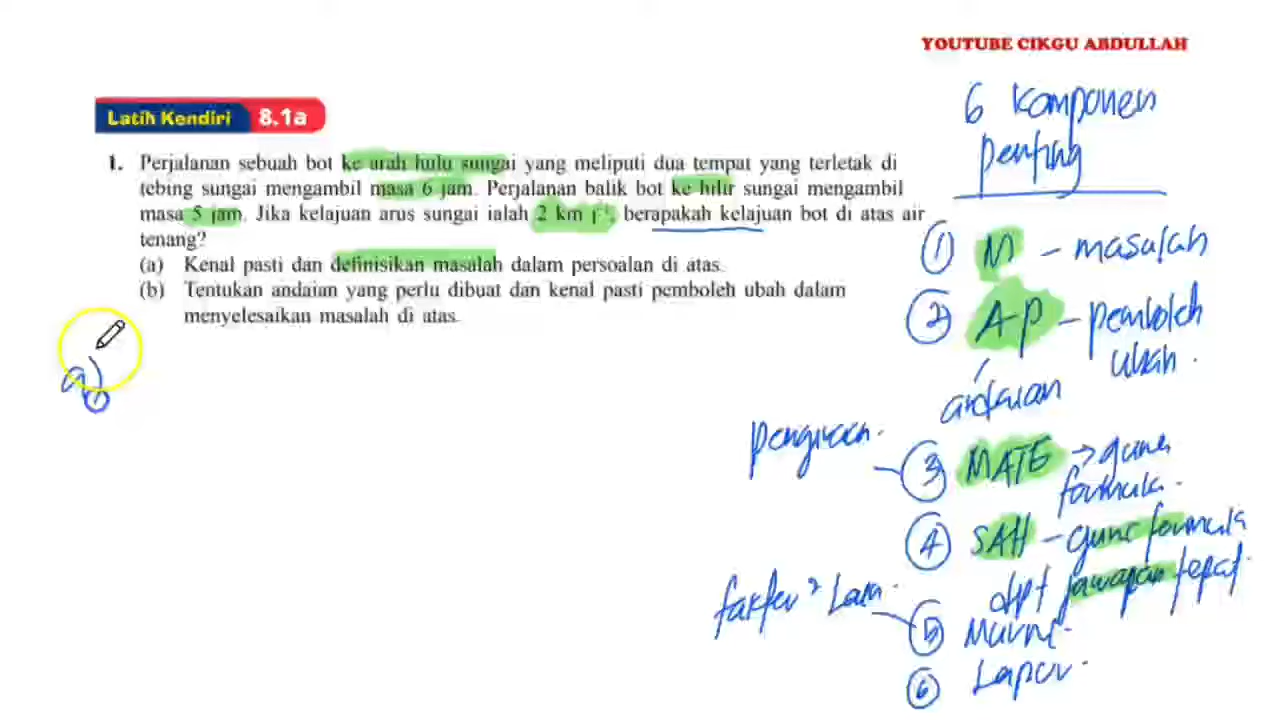 YOUTUBE CIKGU ABDULLAH
Latih Kendiri 8.1a
1. Perjalanan sebuah bot ke arah hulu sungai yang meliputi dua tempat yang terletak di
tebing sungai mengambil masa 6 jam. Perjalanan balik bot ke hilir sungai mengambil
masa 5 jam. Jika kelajuan arus sungai ialah 2 km j⁻¹, berapakah kelajuan bot di atas air
tenang?
(a) Kenal pasti dan definisikan masalah dalam persoalan di atas.
(b) Tentukan andaian yang perlu dibuat dan kenal pasti pemboleh ubah dalam
menyelesaikan masalah di atas.
a)
6 komponen
penting
① M - masalah
② AP - pemboleh
ubah.
andaian
pengiraan.
③ MATE → guna
formula.
④ SAH - guna formula
dpt jawapan tepat.
faktor² lain.
⑤ Murni.
⑥ Lapor.